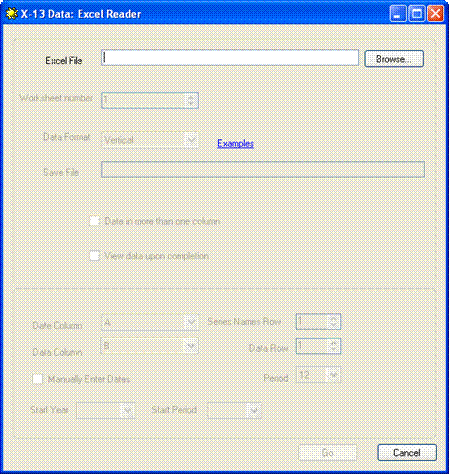 X-13 Data: Excel Reader
Excel File
Browse...
Worksheet number 1
Data Format Vertical Examples
Save File
Data in more than one column
View data upon completion
Date Column A Series Names Row 1
Data Column B Data Row 1
Manually Enter Dates Period 12
Start Year Start Period
Go Cancel